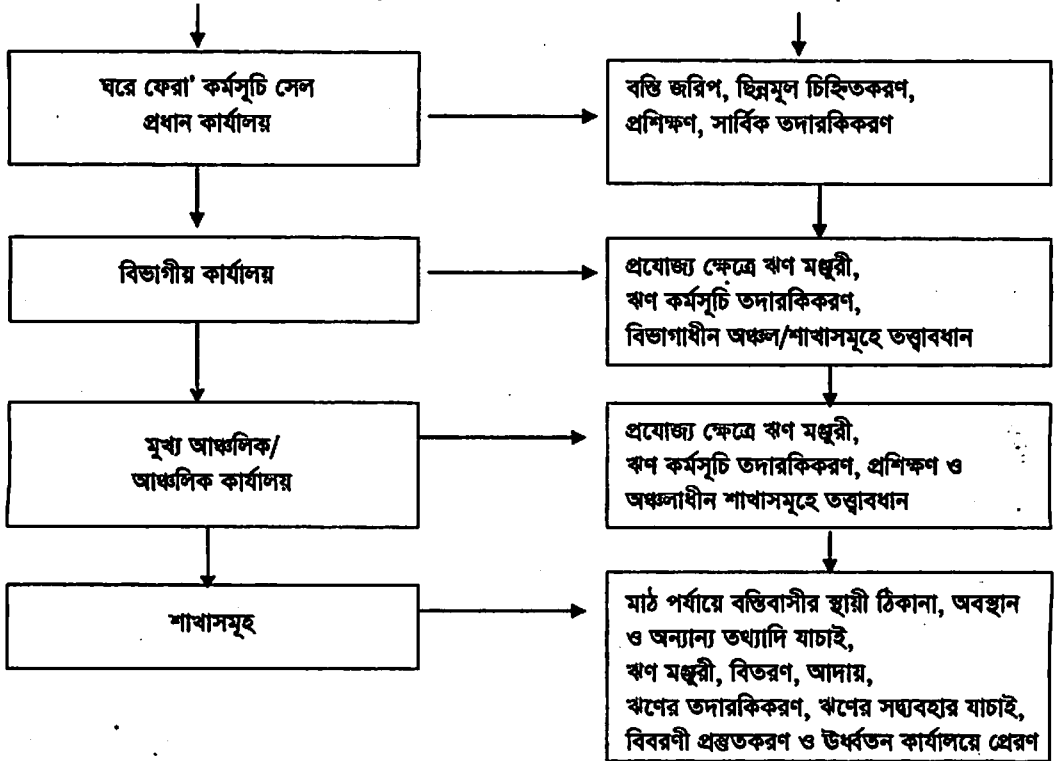 ঘরে ফেরা' কর্মসূচি সেল
প্রধান কার্যালয়
বস্তি জরিপ, ছিন্নমূল চিহ্নিতকরণ,
প্রশিক্ষণ, সার্বিক তদারকিকরণ
বিভাগীয় কার্যালয়
প্রযোজ্য ক্ষেত্রে ঋণ মঞ্জুরী,
ঋণ কর্মসূচি তদারকিকরণ,
বিভাগাধীন অঞ্চল/শাখাসমূহে তত্ত্বাবধান
মূখ্য আঞ্চলিক/
আঞ্চলিক কার্যালয়
প্রযোজ্য ক্ষেত্রে ঋণ মঞ্জুরী,
ঋণ কর্মসূচি তদারকিকরণ, প্রশিক্ষণ ও
অঞ্চলাধীন শাখাসমূহে তত্ত্বাবধান
শাখাসমূহ
মাঠ পর্যায়ে বস্তিবাসীর স্থায়ী ঠিকানা, অবস্থান
ও অন্যান্য তথ্যাদি যাচাই,
ঋণ মঞ্জুরী, বিতরণ, আদায়,
ঋণের তদারকিকরণ, ঋণের সদ্ব্যবহার যাচাই,
বিবরণী প্রস্তুতকরণ ও উর্ধ্বতন কার্যালয়ে প্রেরণ